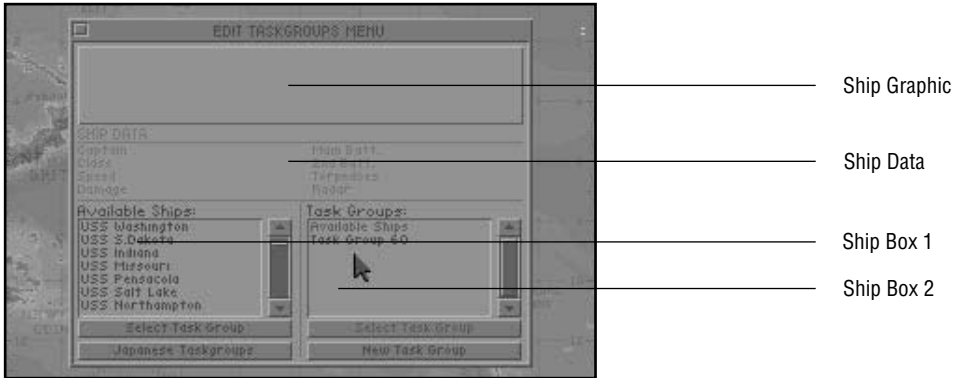 EDIT TASKGROUPS MENU
Ship Graphic
SHIP DATA
Captain
Main Batt.
Class
2nd Batt.
Ship Data
Speed
Torpedoes
Damage
Radar
Available Ships:
Task Groups:
USS Washington
Available Ships
USS S.Dakota
Task Group 60
Ship Box 1
USS Indiana
USS Missouri
USS Pensacola
Ship Box 2
USS Salt Lake
USS Northampton
Select Task Group
Select Task Group
Japanese Taskgroups
New Task Group